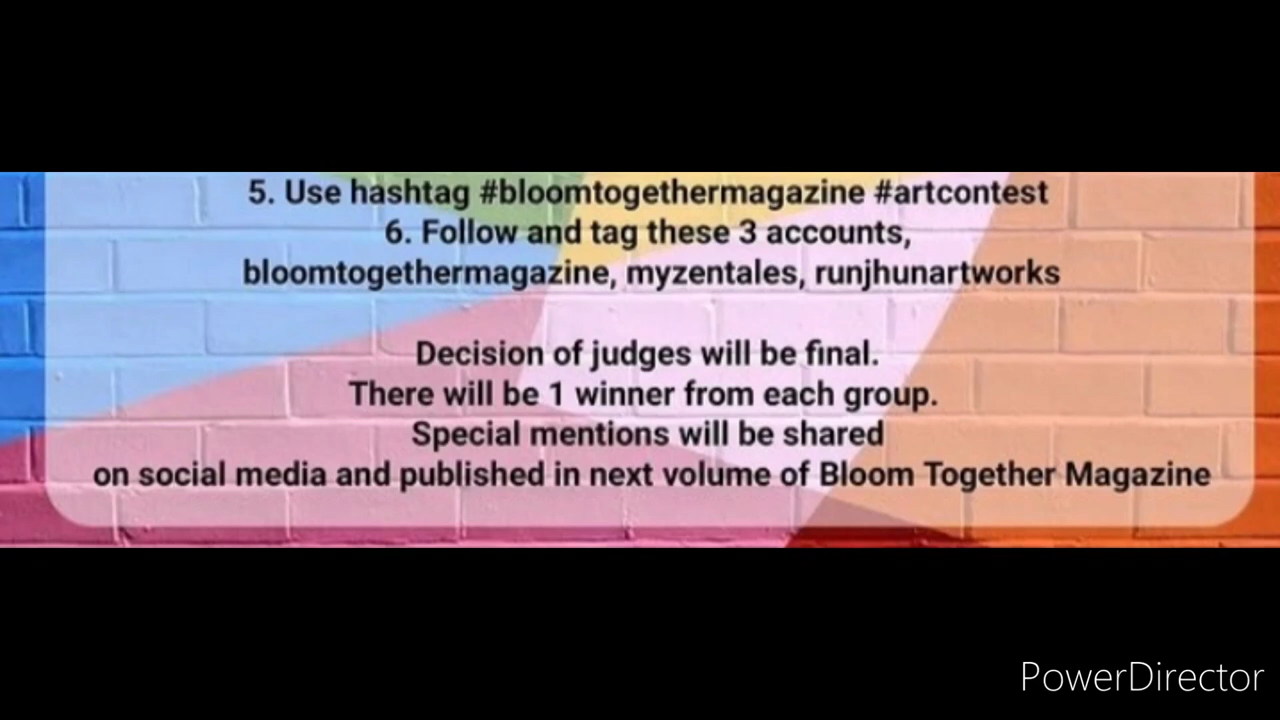 5. Use hashtag #bloomtogethermagazine #artcontest
6. Follow and tag these 3 accounts,
bloomtogethermagazine, myzentales, runjhunartworks
Decision of judges will be final.
There will be 1 winner from each group.
Special mentions will be shared
on social media and published in next volume of Bloom Together Magazine
PowerDirector